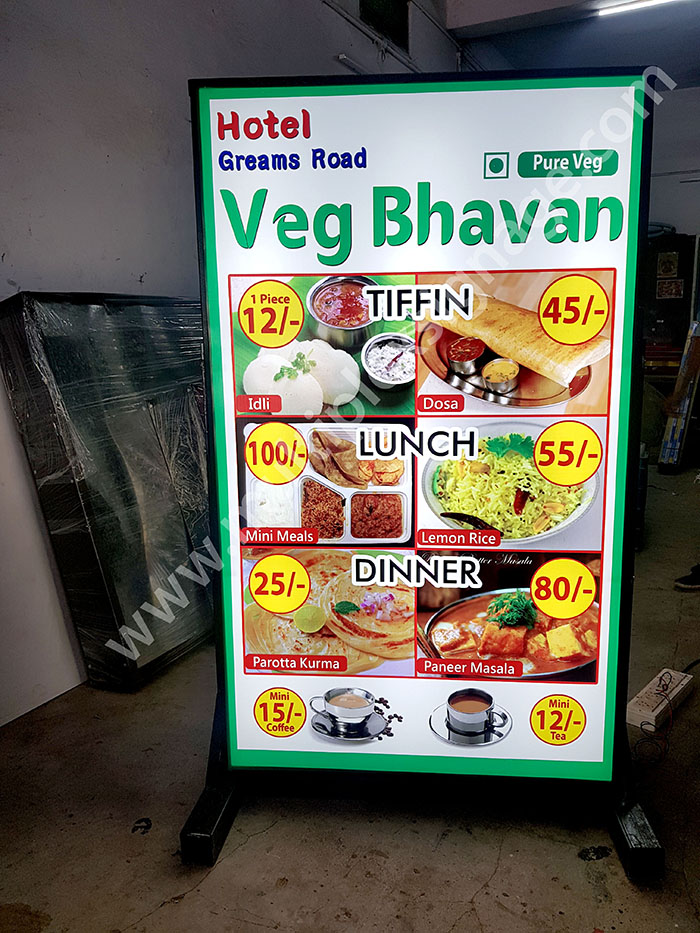 Hotel
Greams Road
Pure Veg
Veg Bhavan
TIFFIN
1 Piece
12/-
Idli
45/-
Dosa
LUNCH
100/-
Mini Meals
55/-
Lemon Rice
DINNER
25/-
Parotta Kurma
Masala
80/-
Paneer Masala
Mini
15/-
Coffee
Mini
12/-
Tea